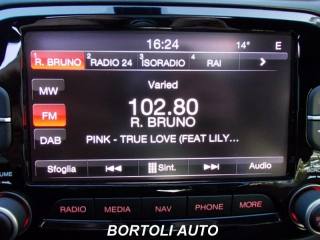 16:24 14° E
1 R. BRUNO 2 RADIO 24 3 ISORADIO 4 RAI >
MW
Varied
FM
102.80
R. BRUNO
DAB
PINK - TRUE LOVE (FEAT LILY...
Sfoglia Sint. Audio
RADIO MEDIA NAV PHONE MORE
BORTOLI AUTO